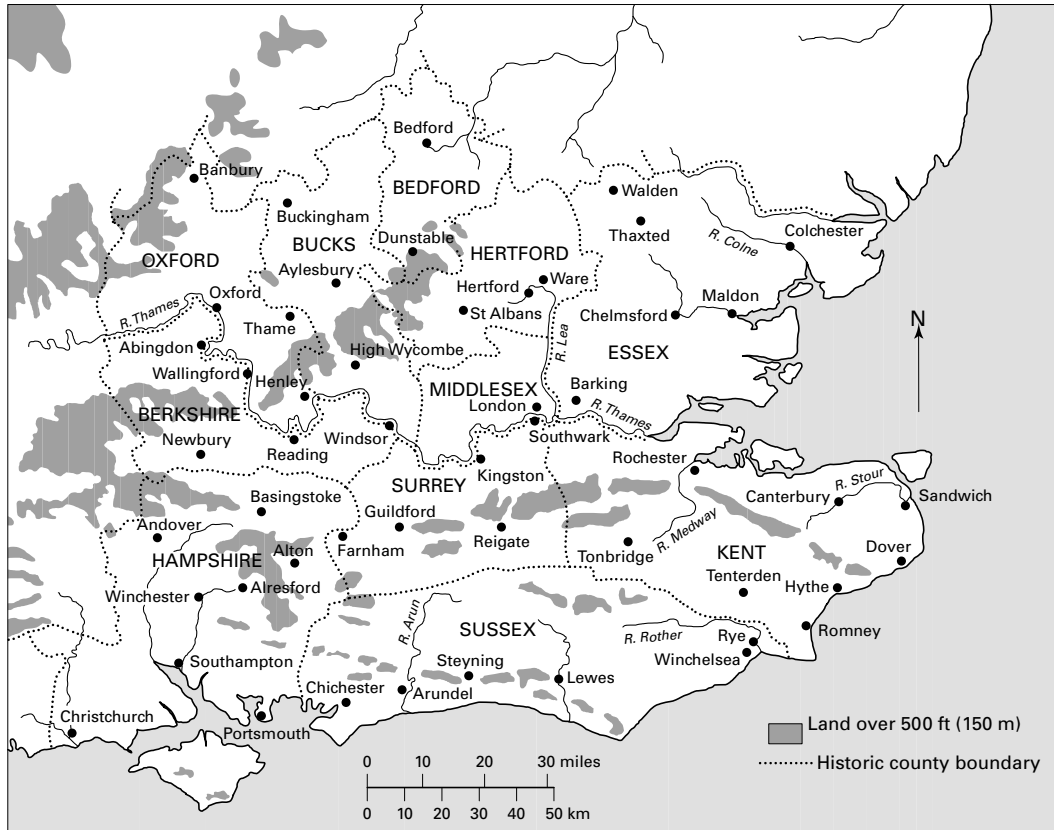 Bedford
Banbury
BEDFORD
Walden
Buckingham
Thaxted
BUCKS
Dunstable
HERTFORD
R. Colne
Colchester
OXFORD
Aylesbury
Ware
Hertford
Oxford
R. Thames
St Albans
Maldon
Chelmsford
N
Thame
R. Lea
Abingdon
High Wycombe
ESSEX
Wallingford
Henley
MIDDLESEX
Barking
BERKSHIRE
London
R. Thames
Newbury
Windsor
Southwark
Reading
Rochester
Kingston
SURREY
R. Stour
Basingstoke
Canterbury
Sandwich
Guildford
Andover
R. Medway
Farnham
Reigate
Tonbridge
KENT
Dover
HAMPSHIRE
Alton
Tenterden
Alresford
Hythe
Winchester
R. Arun
SUSSEX
R. Rother
Rye
Romney
Winchelsea
Southampton
Steyning
Lewes
Chichester
Arundel
Christchurch
Portsmouth
Land over 500 ft (150 m)
Historic county boundary
0 10 20 30 miles
0 10 20 30 40 50 km